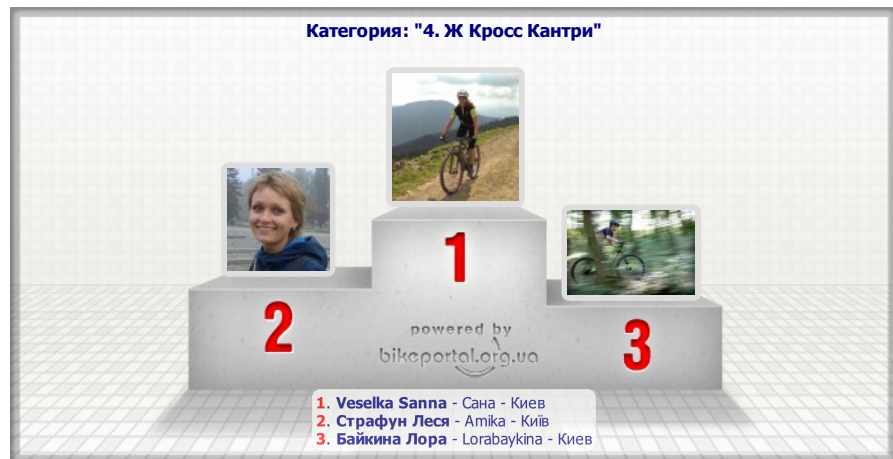 Категория: "4. Ж Кросс Кантри"
1
2
3
powered by
bikeportal.org.ua
1. Veselka Sanna - Сана - Киев
2. Страфун Леся - Amika - Київ
3. Байкина Лора - Lorabaykina - Киев